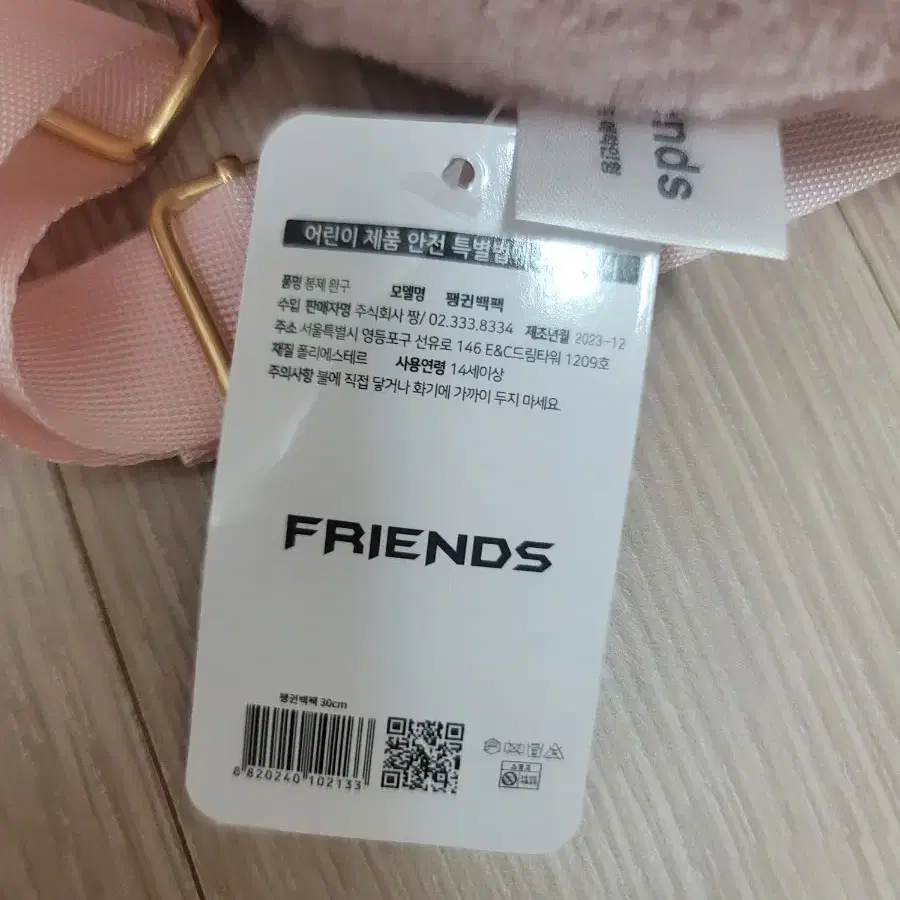 ends
어린이 제품 안전 특별법
품명 봉제 완구 모델명 팽귄백팩
수입 판매자명 주식회사 짱/ 02.333.8334 제조년월 2023-12
주소 서울특별시 영등포구 선유로 146 E&C드림타워 1209호
재질 폴리에스테르 사용연령 14세이상
주의사항 불에 직접 닿거나 화기에 가까이 두지 마세요.
FRIENDS
팽귄백팩 30cm
8 820240 102133